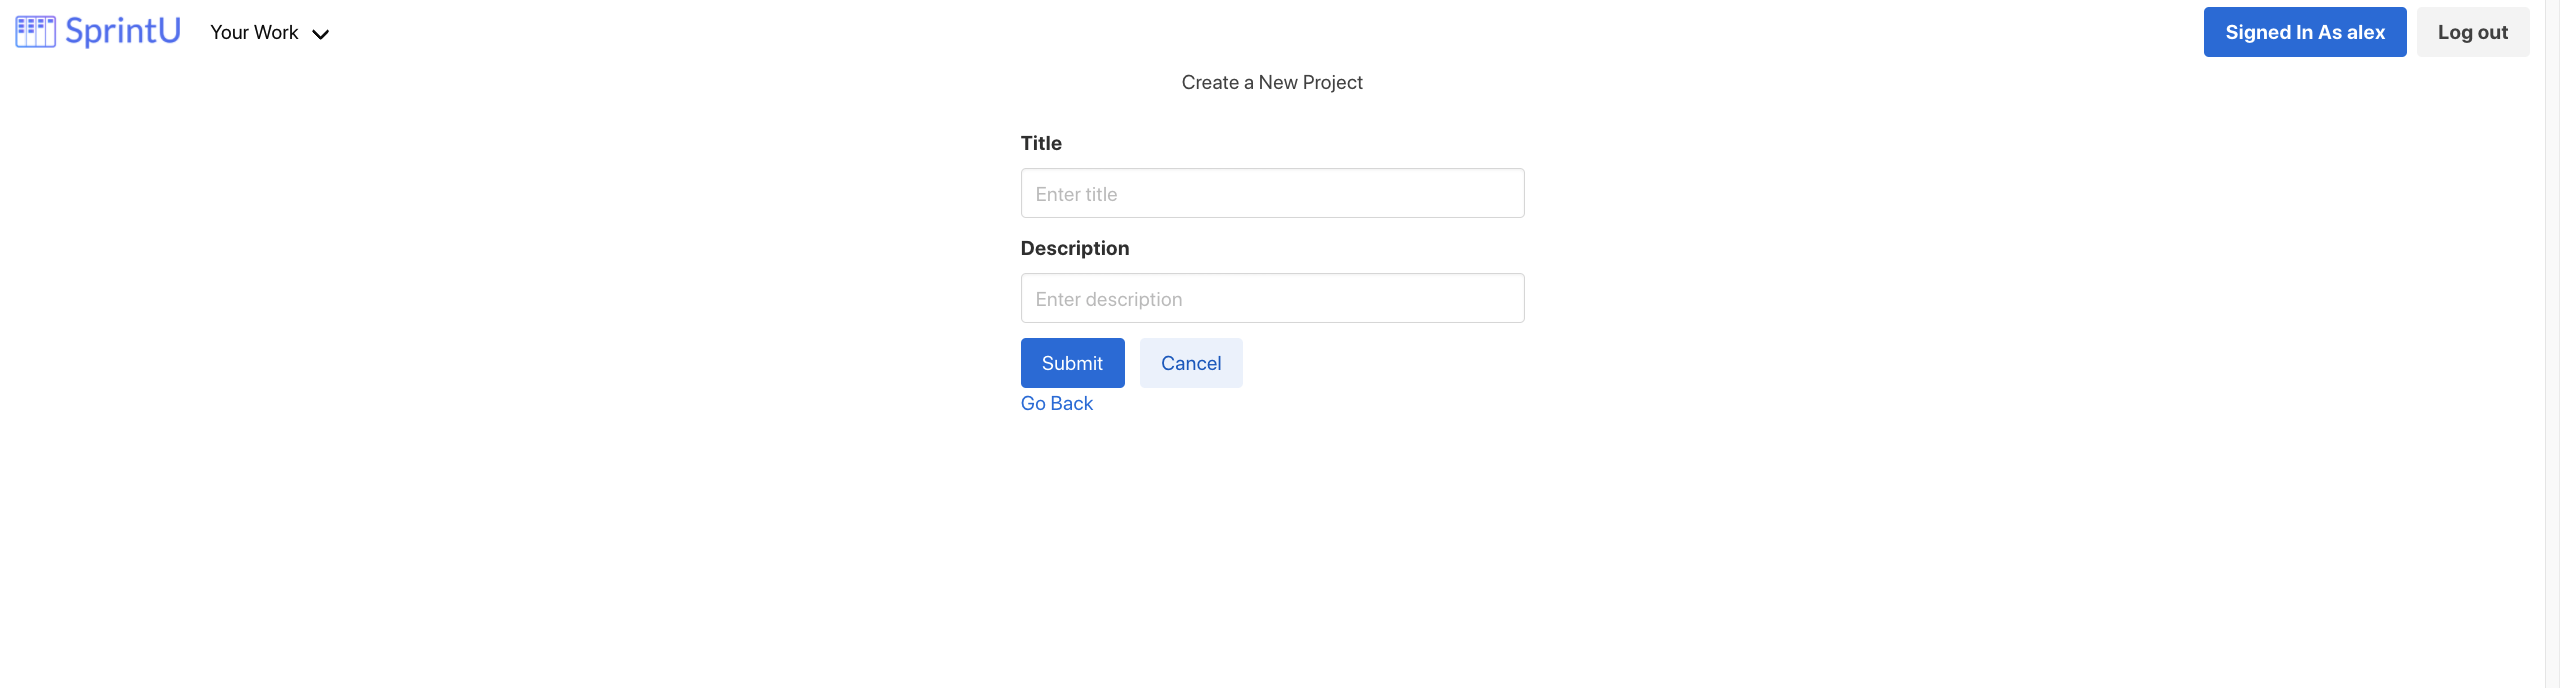 SprintU
Your Work
Signed In As alex
Log out
Create a New Project
Title
Enter title
Description
Enter description
Submit
Cancel
Go Back